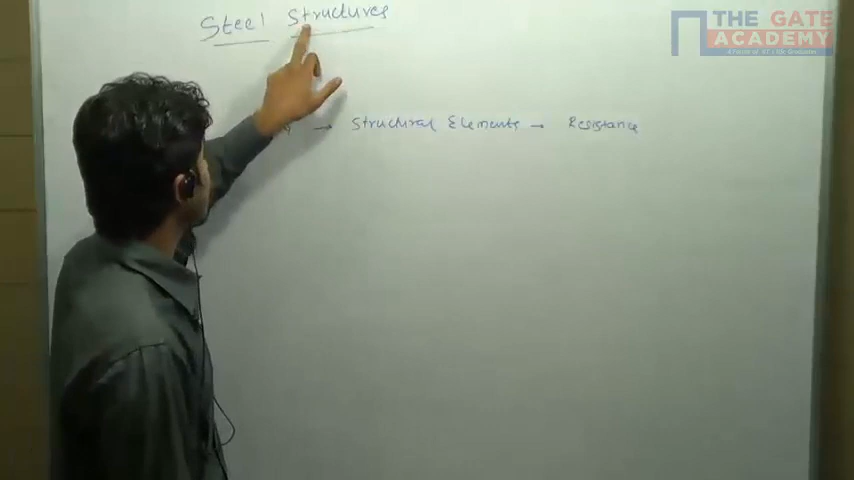 Steel Structures
THE GATE
ACADEMY
→ Structural Elements → Resistance